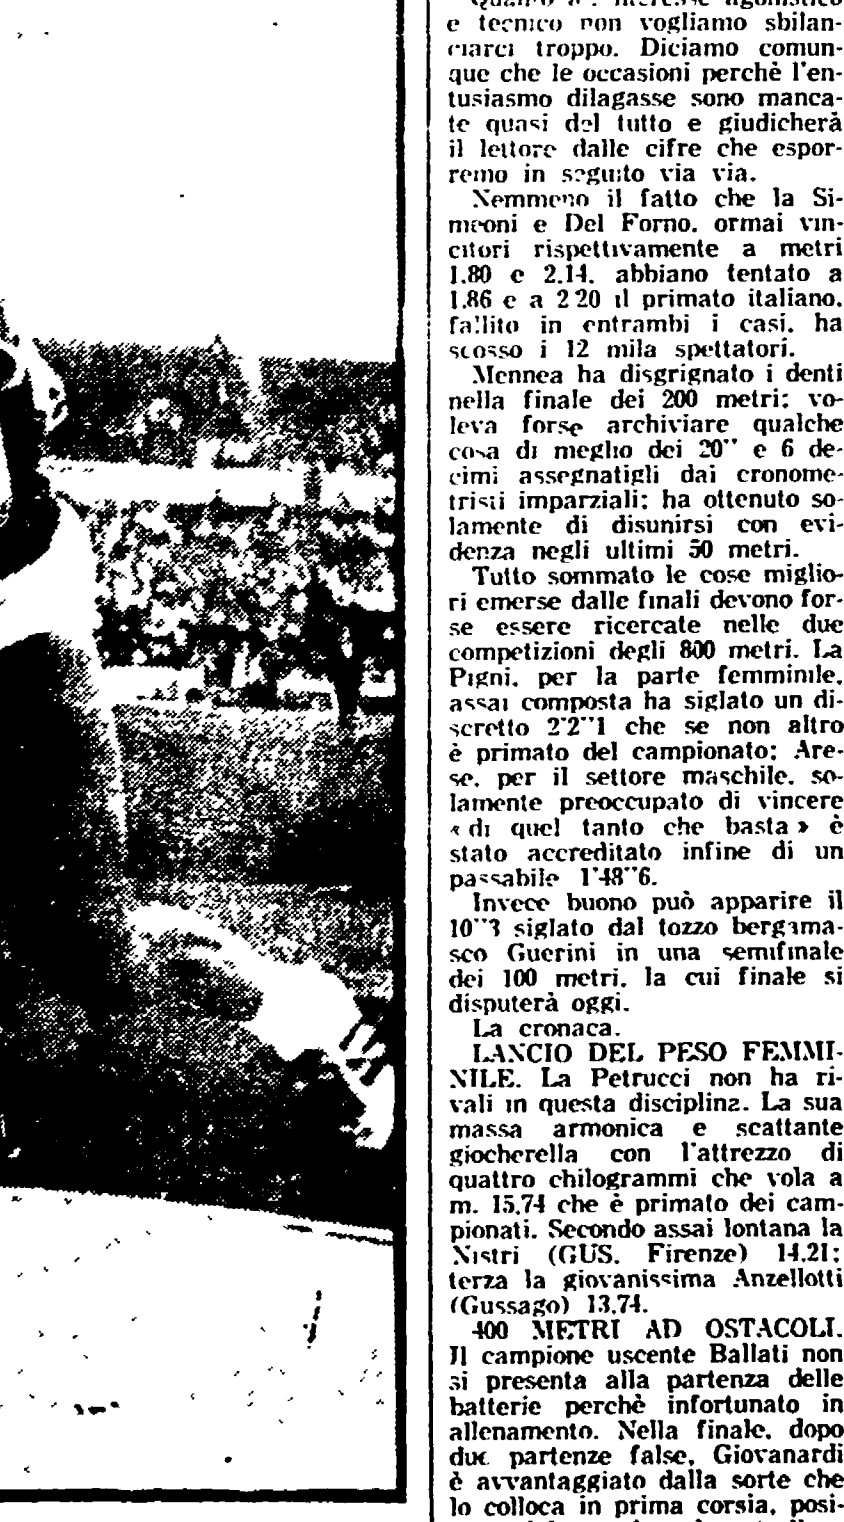 e tecnico non vogliamo sbilan-
ciarci troppo. Diciamo comun-
que che le occasioni perchè l'en-
tusiasmo dilagasse sono manca-
te quasi del tutto e giudicherà
il lettore dalle cifre che espor-
remo in seguito via via.
Nemmeno il fatto che la Si-
meoni e Del Forno. ormai vin-
citori rispettivamente a metri
1.80 e 2.14. abbiano tentato a
1.86 e a 2 20 il primato italiano.
fallito in entrambi i casi. ha
scosso i 12 mila spettatori.
Mennea ha disgrignato i denti
nella finale dei 200 metri; vo-
leva forse archiviare qualche
cosa di meglio dei 20'' e 6 de-
cimi assegnatigli dai cronome-
tristi imparziali; ha ottenuto so-
lamente di disunirsi con evi-
denza negli ultimi 50 metri.
Tutto sommato le cose miglio-
ri emerse dalle finali devono for-
se essere ricercate nelle due
competizioni degli 800 metri. La
Pigni. per la parte femminile.
assai composta ha siglato un di-
screto 2'2''1 che se non altro
è primato del campionato; Are-
se. per il settore maschile. so-
lamente preoccupato di vincere
« di quel tanto che basta » è
stato accreditato infine di un
passabile 1'48''6.
Invece buono può apparire il
10''3 siglato dal tozzo bergama-
sco Guerini in una semifinale
dei 100 metri. la cui finale si
disputerà oggi.
La cronaca.
LANCIO DEL PESO FEMMI-
NILE. La Petrucci non ha ri-
vali in questa disciplina. La sua
massa armonica e scattante
giocherella con l'attrezzo di
quattro chilogrammi che vola a
m. 15,74 che è primato dei cam-
pionati. Secondo assai lontana la
Nistri (GUS. Firenze) 14.21;
terza la giovanissima Anzellotti
(Gussago) 13.74.
400 METRI AD OSTACOLI.
Il campione uscente Ballati non
si presenta alla partenza delle
batterie perchè infortunato in
allenamento. Nella finale. dopo
due partenze false, Giovanardi
è avvantaggiato dalla sorte che
lo colloca in prima corsia, posi-